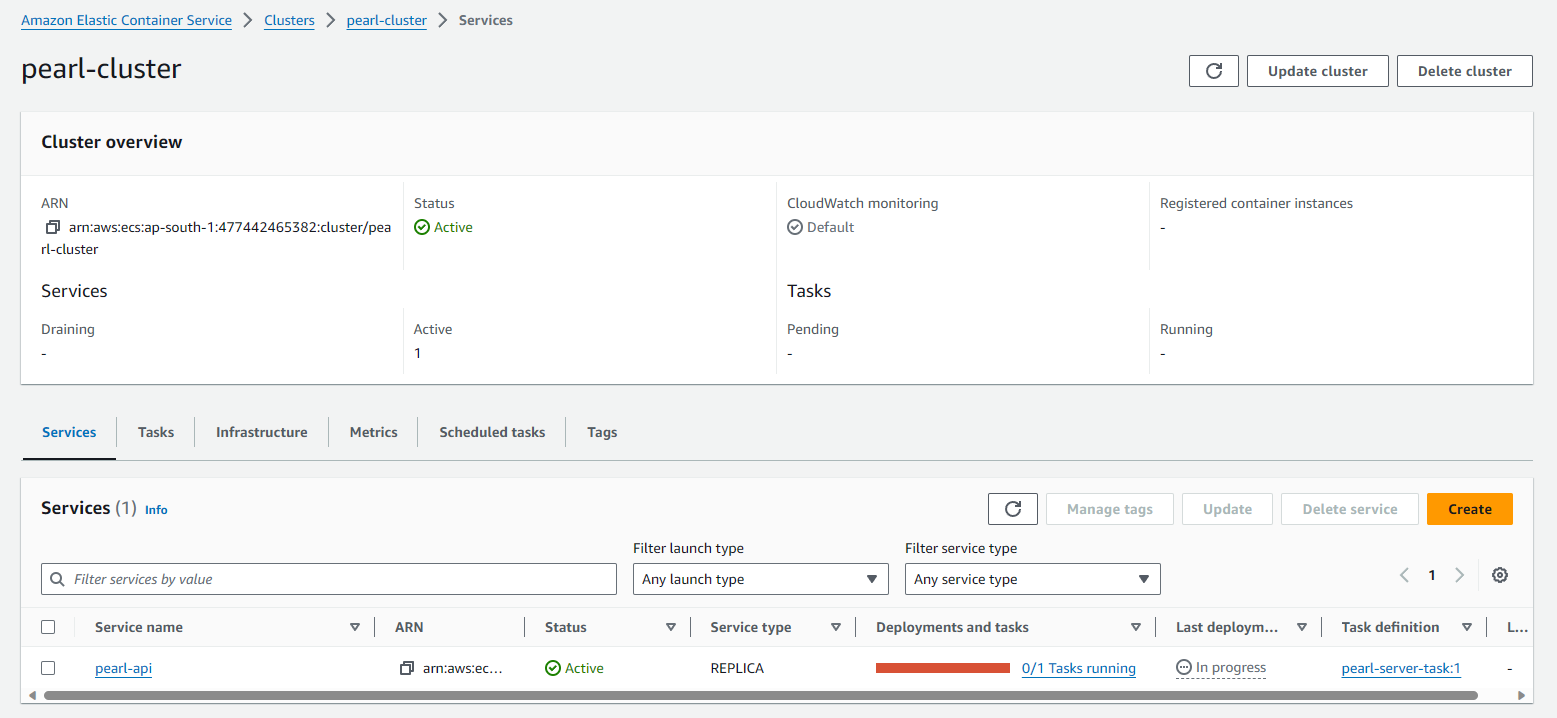 Amazon Elastic Container Service > Clusters > pearl-cluster > Services
pearl-cluster
Update cluster
Delete cluster
Cluster overview
ARN
arn:aws:ecs:ap-south-1:477442465382:cluster/pea
rl-cluster
Status
Active
CloudWatch monitoring
Default
Registered container instances
-
Services
Draining
-
Active
1
Tasks
Pending
-
Running
-
Services Tasks Infrastructure Metrics Scheduled tasks Tags
Services (1) Info
Manage tags Update Delete service Create
Filter services by value
Filter launch type
Any launch type
Filter service type
Any service type
1
Service name ARN Status Service type Deployments and tasks Last deploym... Task definition L...
pearl-api arn:aws:ec... Active REPLICA 0/1 Tasks running In progress pearl-server-task:1 -